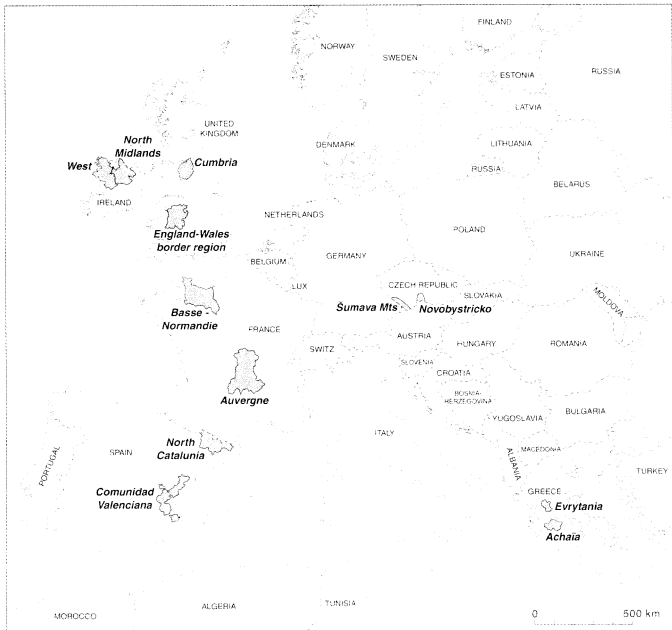 FINLAND
NORWAY
SWEDEN
RUSSIA
ESTONIA
LATVIA
UNITED
KINGDOM
North
Midlands
West
Cumbria
DENMARK
LITHUANIA
RUSSIA
BELARUS
IRELAND
NETHERLANDS
England-Wales
border region
POLAND
BELGIUM
GERMANY
UKRAINE
LUX
CZECH REPUBLIC
SLOVAKIA
MOLDOVA
Šumava Mts
Novobystricko
Basse -
Normandie
FRANCE
SWITZ
AUSTRIA
HUNGARY
ROMANIA
SLOVENIA
CROATIA
Auvergne
BOSNIA-
HERZEGOVINA
YUGOSLAVIA
BULGARIA
ITALY
North
Catalunia
SPAIN
PORTUGAL
ALBANIA
MACEDONIA
TURKEY
Comunidad
Valenciana
GREECE
Evrytania
Achaïa
MOROCCO
ALGERIA
TUNISIA
0 500 km